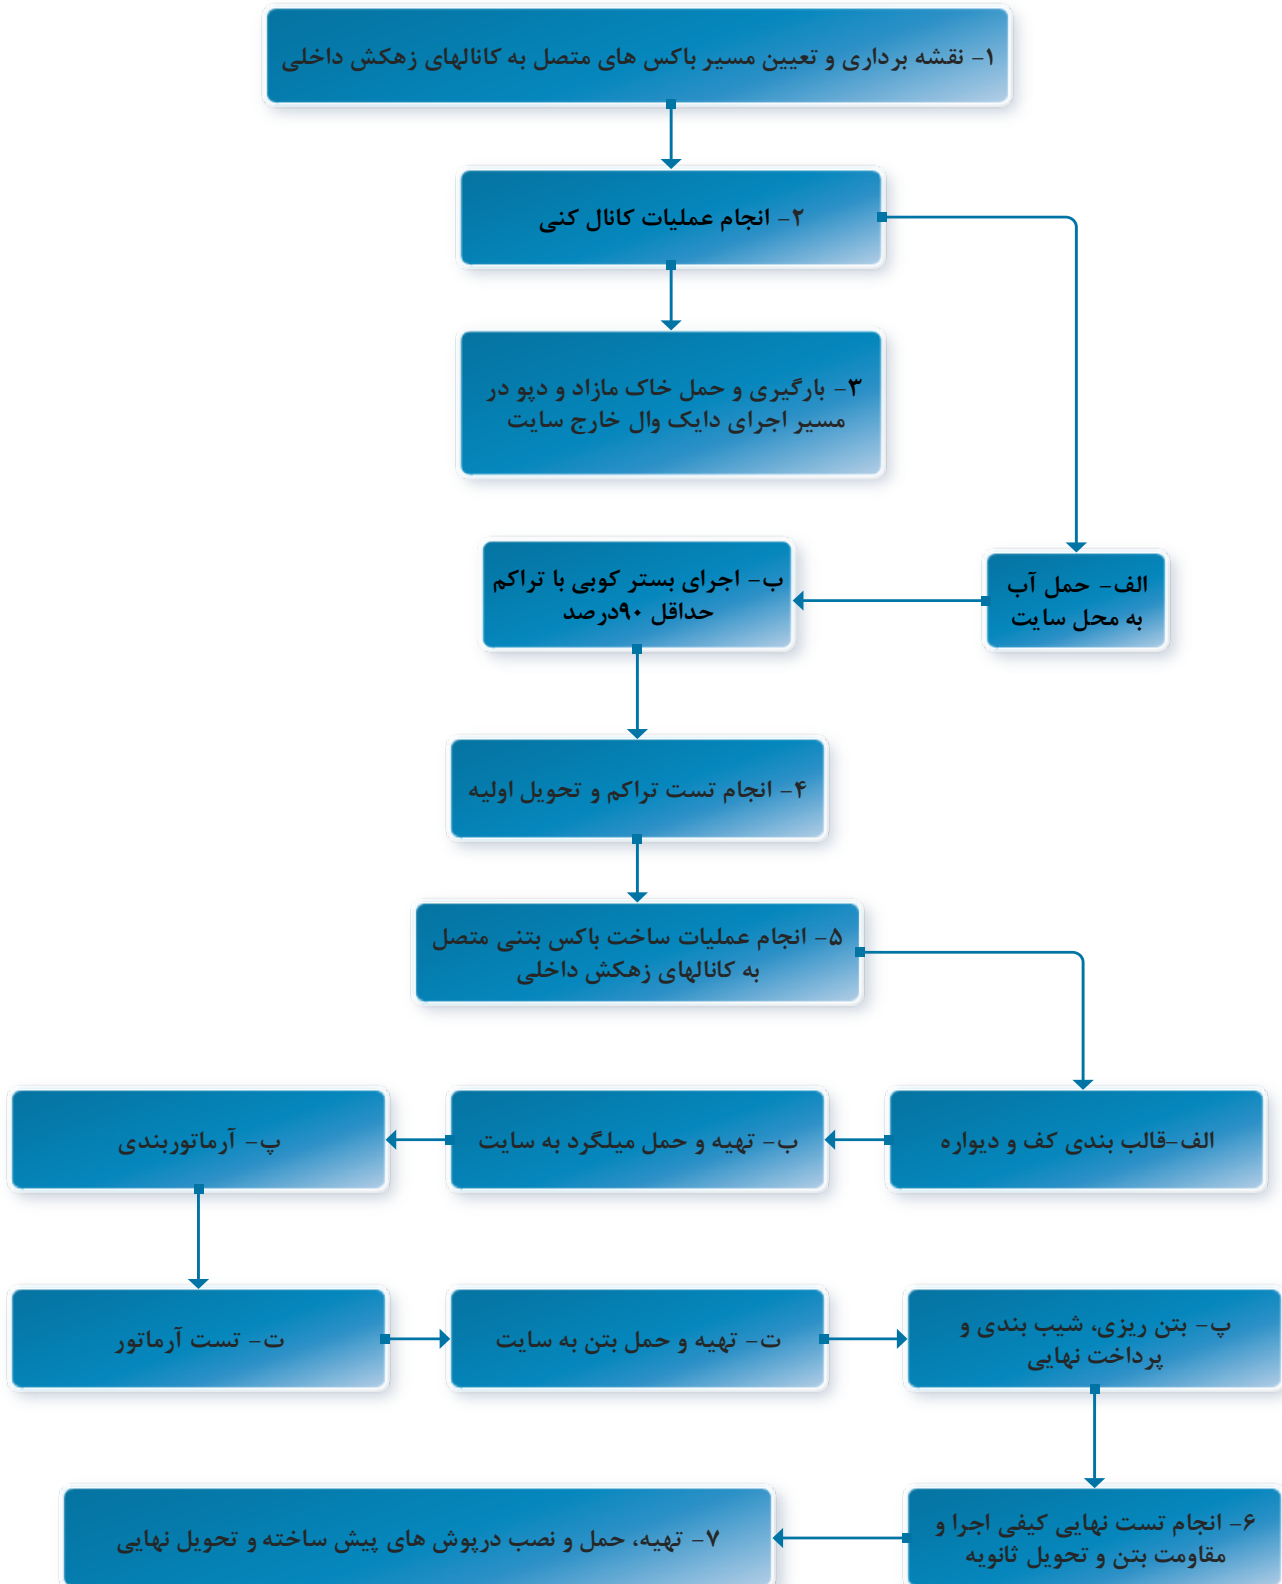 ۱- نقشه برداری و تعیین مسیر باکس های متصل به کانالهای زهکش داخلی
۲- انجام عملیات کانال کنی
۳- بارگیری و حمل خاک مازاد و دپو در
مسیر اجرای دایک وال خارج سایت
الف- حمل آب
به محل سایت
ب- اجرای بستر کوبی با تراکم
حداقل ۹۰درصد
۴- انجام تست تراکم و تحویل اولیه
۵- انجام عملیات ساخت باکس بتنی متصل
به کانالهای زهکش داخلی
الف-قالب بندی کف و دیواره
ب- تهیه و حمل میلگرد به سایت
پ- آرماتوربندی
ت- تست آرماتور
ت- تهیه و حمل بتن به سایت
پ- بتن ریزی، شیب بندی و
پرداخت نهایی
۶- انجام تست نهایی کیفی اجرا و
مقاومت بتن و تحویل ثانویه
۷- تهیه، حمل و نصب درپوش های پیش ساخته و تحویل نهایی